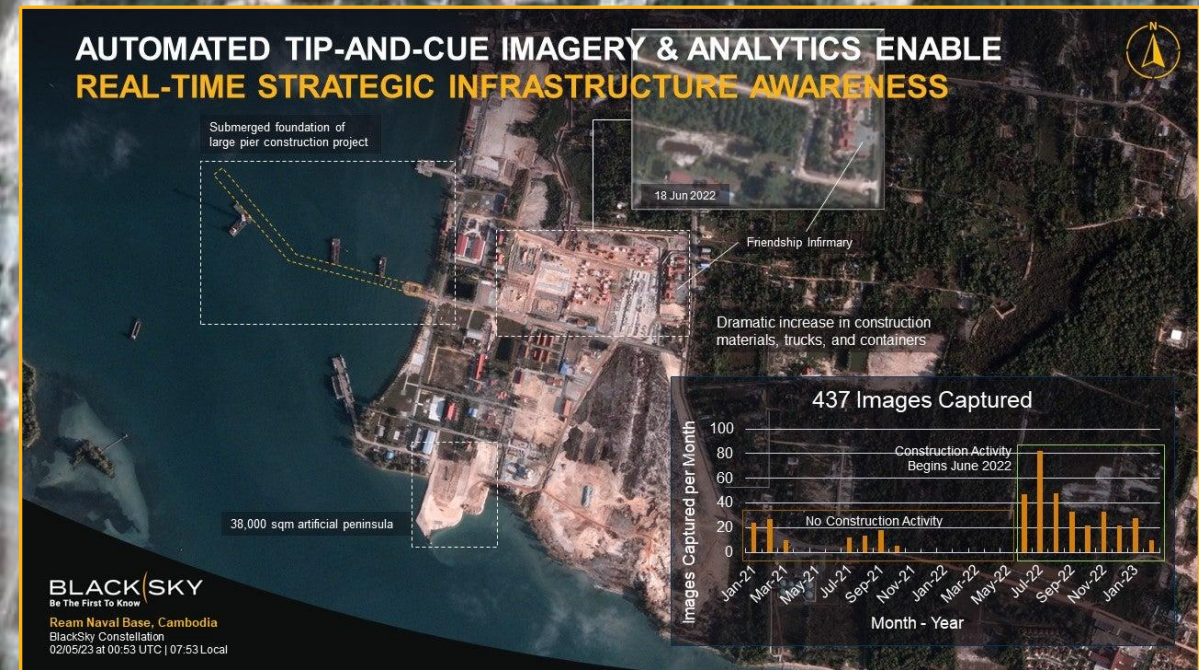 AUTOMATED TIP-AND-CUE IMAGERY & ANALYTICS ENABLE
REAL-TIME STRATEGIC INFRASTRUCTURE AWARENESS
N
Submerged foundation of
large pier construction project
18 Jun 2022
Friendship Infirmary
Dramatic increase in construction
materials, trucks, and containers
38,000 sqm artificial peninsula
437 Images Captured
Images Captured per Month
100
80
60
40
20
0
Construction Activity
Begins June 2022
No Construction Activity
Jan-21
Mar-21
May-21
Jul-21
Sep-21
Nov-21
Jan-22
Mar-22
May-22
Jul-22
Sep-22
Nov-22
Jan-23
Month - Year
BLACKSKY
Be The First To Know
Ream Naval Base, Cambodia
BlackSky Constellation
02/05/23 at 00:53 UTC | 07:53 Local